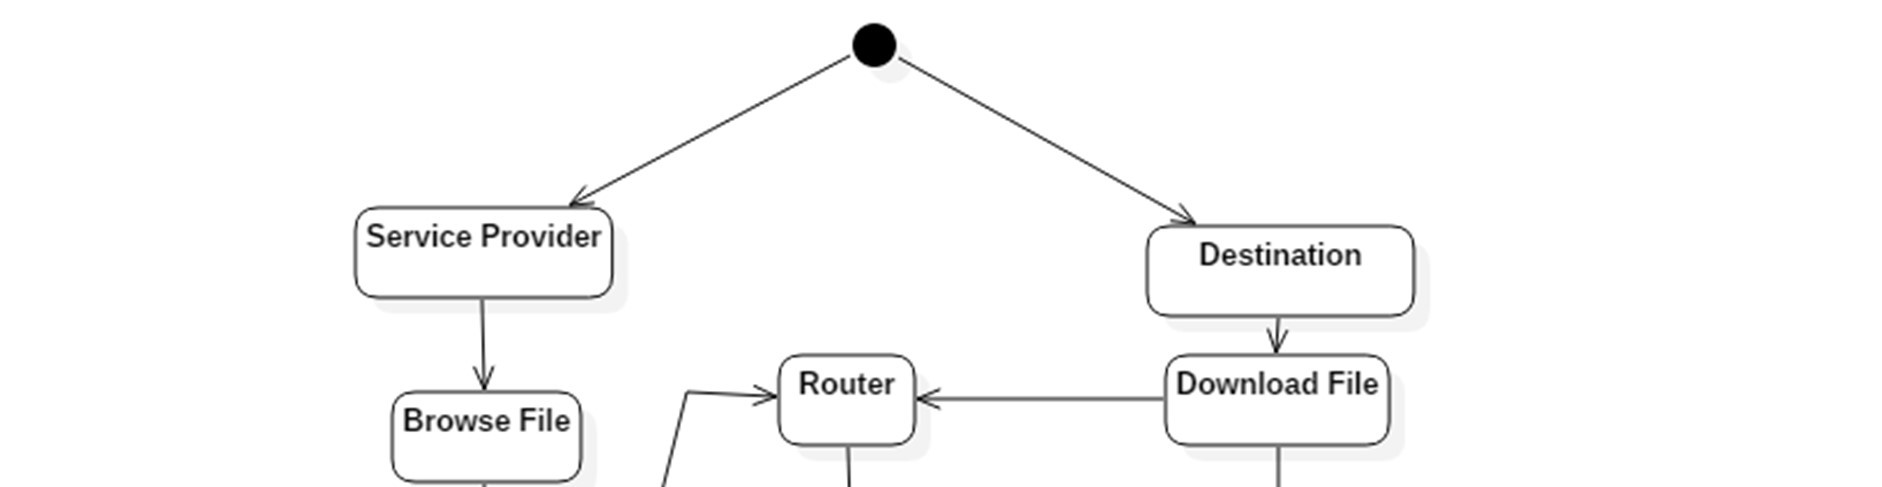 Service Provider
Destination
Router
Download File
Browse File